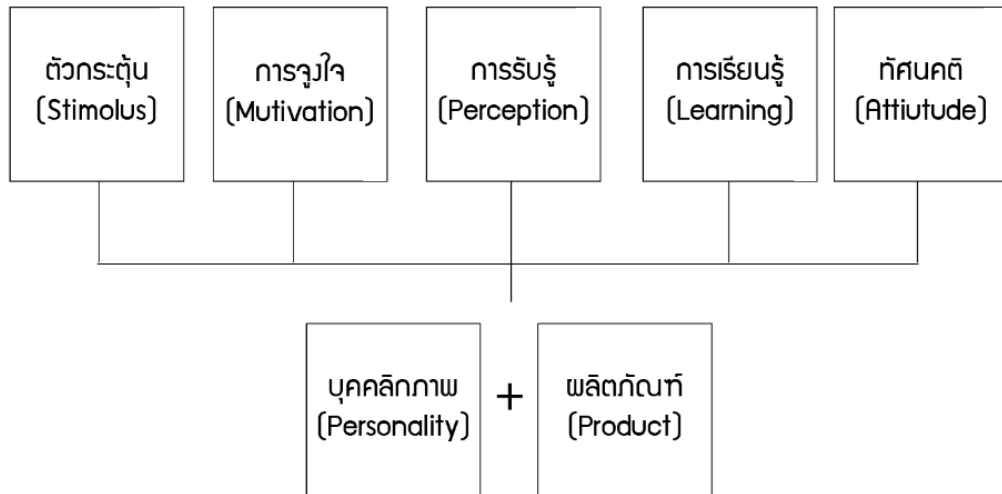 ตัวกระตุ้น
(Stimolus)
การจูงใจ
(Mutivation)
การรับรู้
(Perception)
การเรียนรู้
(Learning)
ทัศนคติ
(Attiutude)
บุคคลิกภาพ
(Personality)
+
ผลิตภัณฑ์
(Product)